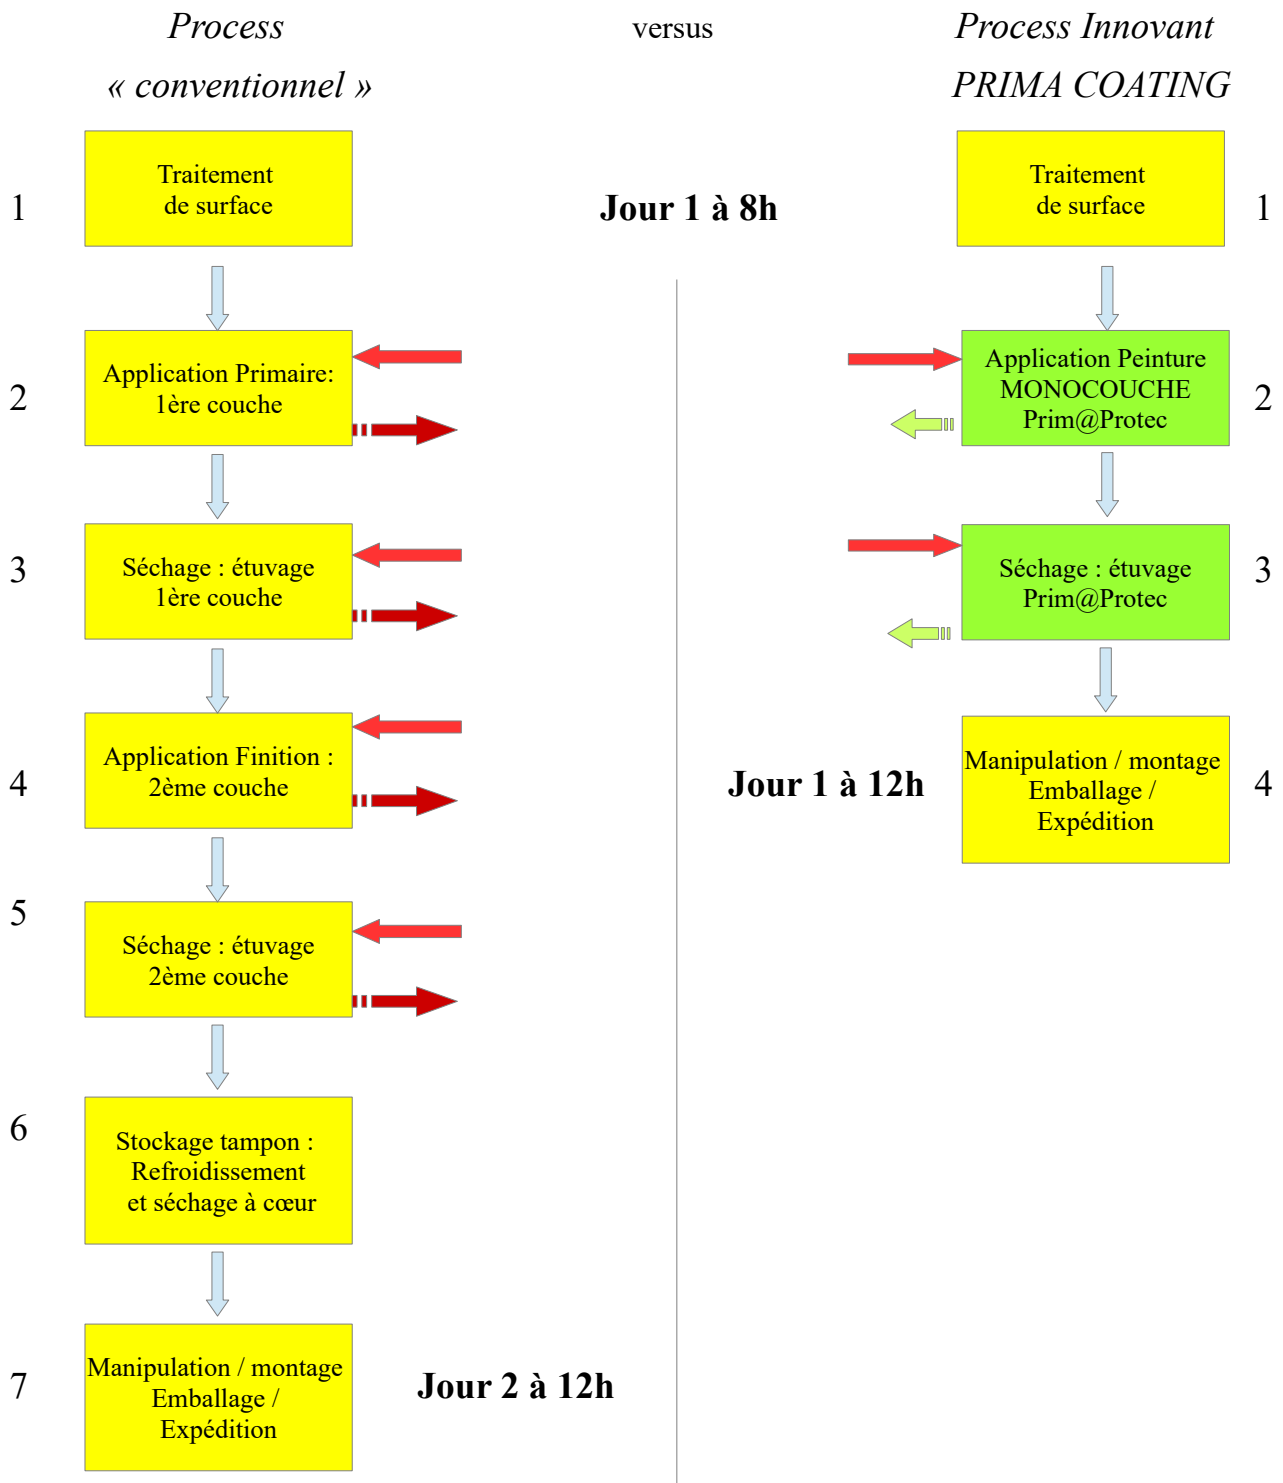 Process
« conventionnel »
versus
Process Innovant
PRIMA COATING
1
Traitement
de surface
Jour 1 à 8h
Traitement
de surface
1
2
Application Primaire:
1ère couche
Application Peinture
MONOCOUCHE
Prim@Protec
2
3
Séchage : étuvage
1ère couche
Séchage : étuvage
Prim@Protec
3
4
Application Finition :
2ème couche
Jour 1 à 12h
Manipulation / montage
Emballage /
Expédition
4
5
Séchage : étuvage
2ème couche
6
Stockage tampon :
Refroidissement
et séchage à cœur
7
Manipulation / montage
Emballage /
Expédition
Jour 2 à 12h